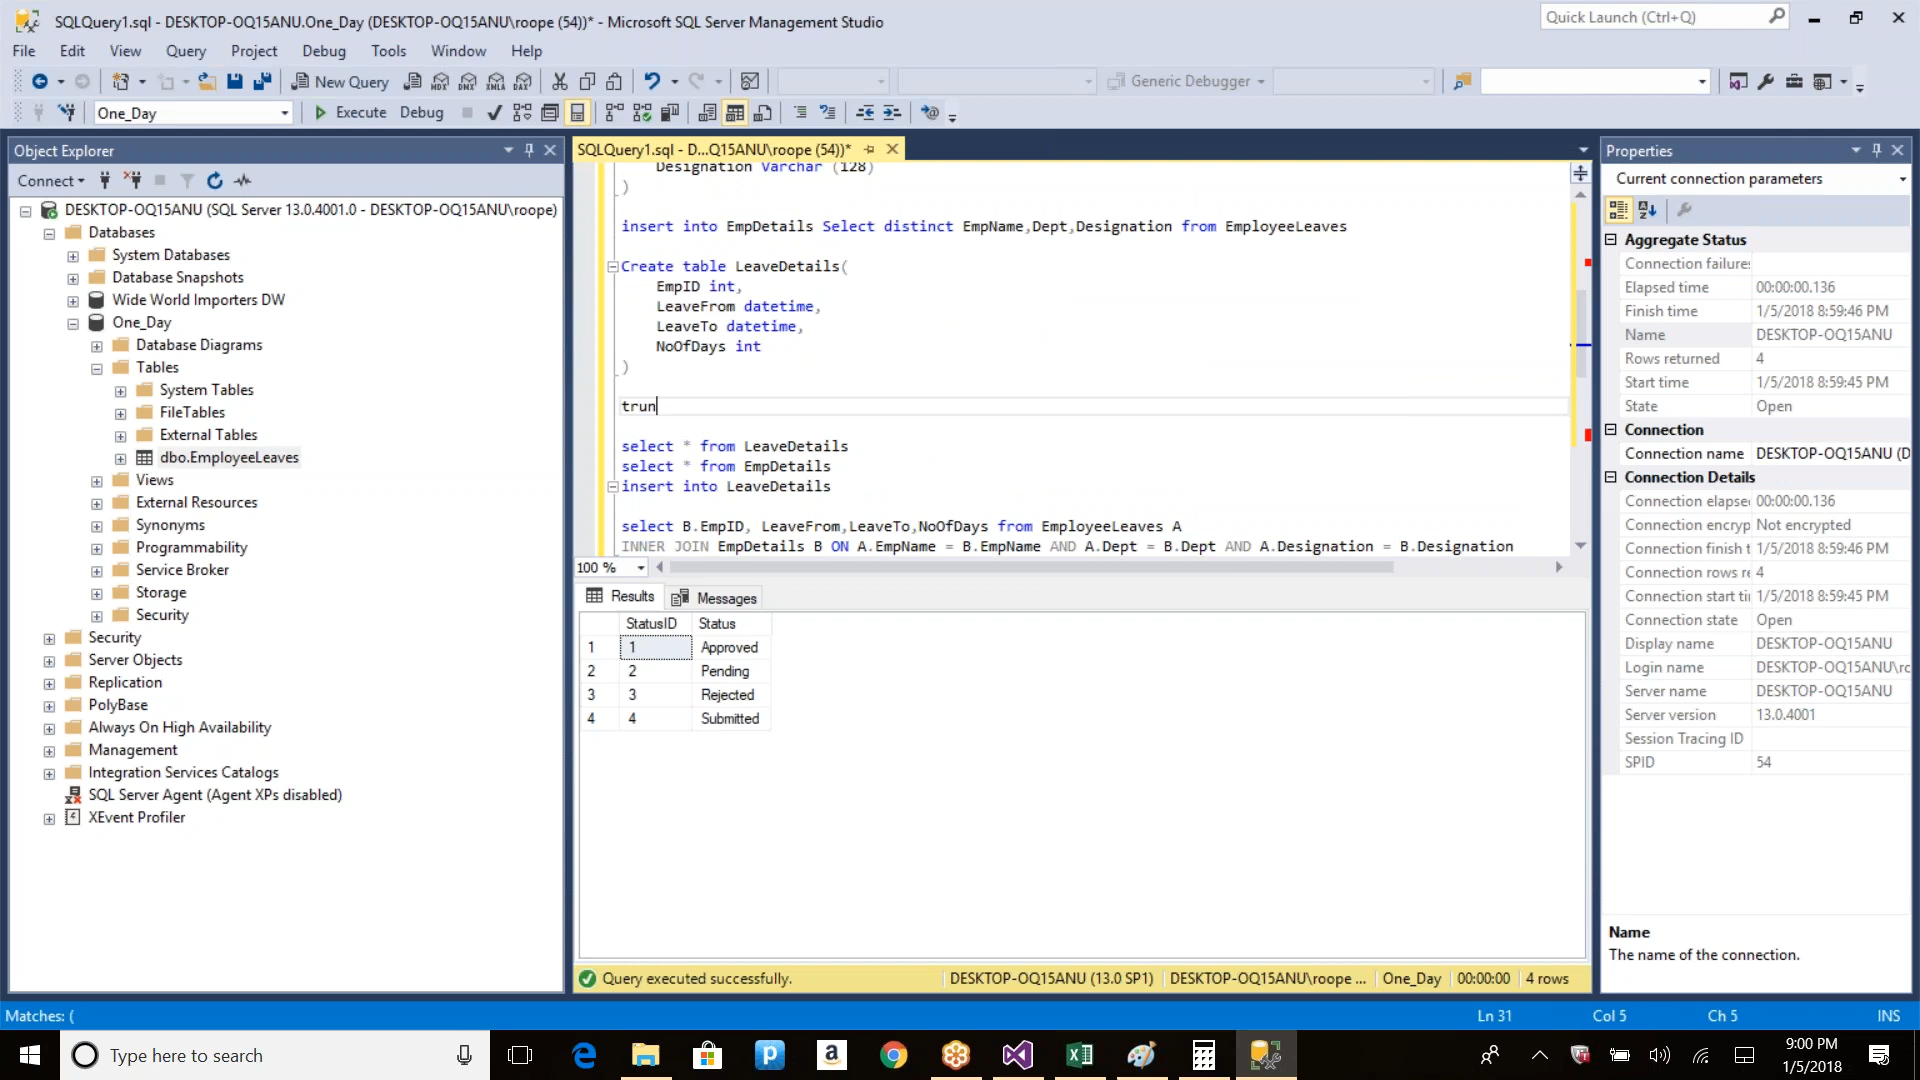 SQLQuery1.sql - DESKTOP-OQ15ANU.One_Day (DESKTOP-OQ15ANU\roope (54))* - Microsoft SQL Server Management Studio
Quick Launch (Ctrl+Q)
File Edit View Query Project Debug Tools Window Help
New Query MDX DMX XMLA DAX Generic Debugger
One_Day Execute Debug
Object Explorer
Connect
DESKTOP-OQ15ANU (SQL Server 13.0.4001.0 - DESKTOP-OQ15ANU\roope)
Databases
System Databases
Database Snapshots
Wide World Importers DW
One_Day
Database Diagrams
Tables
System Tables
FileTables
External Tables
dbo.EmployeeLeaves
Views
External Resources
Synonyms
Programmability
Service Broker
Storage
Security
Security
Server Objects
Replication
PolyBase
Always On High Availability
Management
Integration Services Catalogs
SQL Server Agent (Agent XPs disabled)
XEvent Profiler
SQLQuery1.sql - D...Q15ANU\roope (54))*
Designation Varchar (128)
)
insert into EmpDetails Select distinct EmpName,Dept,Designation from EmployeeLeaves
Create table LeaveDetails(
EmpID int,
LeaveFrom datetime,
LeaveTo datetime,
NoOfDays int
)
trun
select * from LeaveDetails
select * from EmpDetails
insert into LeaveDetails
select B.EmpID, LeaveFrom,LeaveTo,NoOfDays from EmployeeLeaves A
INNER JOIN EmpDetails B ON A.EmpName = B.EmpName AND A.Dept = B.Dept AND A.Designation = B.Designation
100 %
Results Messages
StatusID Status
1 1 Approved
2 2 Pending
3 3 Rejected
4 4 Submitted
Query executed successfully. DESKTOP-OQ15ANU (13.0 SP1) DESKTOP-OQ15ANU\roope ... One_Day 00:00:00 4 rows
Properties
Current connection parameters
Aggregate Status
Connection failures
Elapsed time 00:00:00.136
Finish time 1/5/2018 8:59:46 PM
Name DESKTOP-OQ15ANU
Rows returned 4
Start time 1/5/2018 8:59:45 PM
State Open
Connection
Connection name DESKTOP-OQ15ANU (D
Connection Details
Connection elapse 00:00:00.136
Connection encryp Not encrypted
Connection finish t 1/5/2018 8:59:46 PM
Connection rows re 4
Connection start ti 1/5/2018 8:59:45 PM
Connection state Open
Display name DESKTOP-OQ15ANU
Login name DESKTOP-OQ15ANU\rc
Server name DESKTOP-OQ15ANU
Server version 13.0.4001
Session Tracing ID
SPID 54
Name
The name of the connection.
Matches: ( Ln 31 Col 5 Ch 5 INS
Type here to search
9:00 PM
1/5/2018